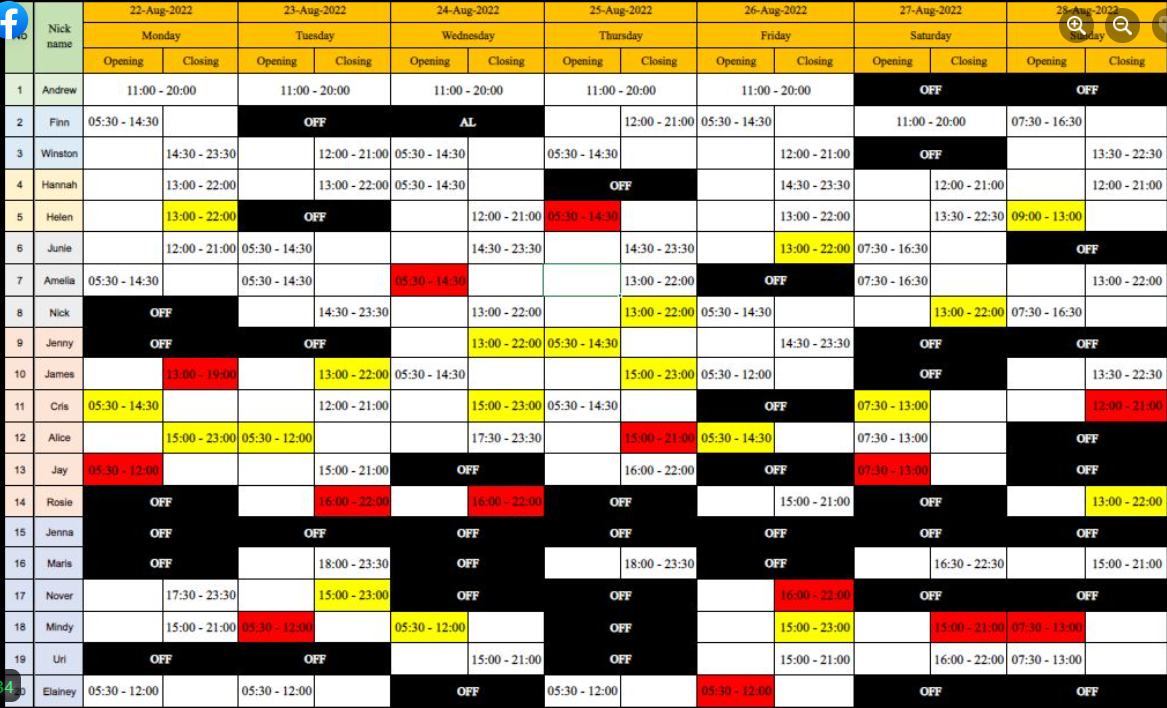 22-Aug-2022 23-Aug-2022 24-Aug-2022 25-Aug-2022 26-Aug-2022 27-Aug-2022 28-Aug-2022
No Nick name Monday Tuesday Wednesday Thursday Friday Saturday Sunday
Opening Closing Opening Closing Opening Closing Opening Closing Opening Closing Opening Closing Opening Closing
1 Andrew 11:00 - 20:00 11:00 - 20:00 11:00 - 20:00 11:00 - 20:00 11:00 - 20:00 OFF OFF
2 Finn 05:30 - 14:30 OFF AL 12:00 - 21:00 05:30 - 14:30 11:00 - 20:00 07:30 - 16:30
3 Winston 14:30 - 23:30 12:00 - 21:00 05:30 - 14:30 05:30 - 14:30 12:00 - 21:00 OFF 13:30 - 22:30
4 Hannah 13:00 - 22:00 13:00 - 22:00 05:30 - 14:30 OFF 14:30 - 23:30 12:00 - 21:00 12:00 - 21:00
5 Helen 13:00 - 22:00 OFF 12:00 - 21:00 05:30 - 14:30 13:00 - 22:00 13:30 - 22:30 09:00 - 13:00
6 Junie 12:00 - 21:00 05:30 - 14:30 14:30 - 23:30 14:30 - 23:30 13:00 - 22:00 07:30 - 16:30 OFF
7 Amelia 05:30 - 14:30 05:30 - 14:30 05:30 - 14:30 13:00 - 22:00 OFF 07:30 - 16:30 13:00 - 22:00
8 Nick OFF 14:30 - 23:30 13:00 - 22:00 13:00 - 22:00 05:30 - 14:30 13:00 - 22:00 07:30 - 16:30
9 Jenny OFF OFF 13:00 - 22:00 05:30 - 14:30 14:30 - 23:30 OFF OFF
10 James 13:00 - 19:00 13:00 - 22:00 05:30 - 14:30 15:00 - 23:00 05:30 - 12:00 OFF 13:30 - 22:30
11 Cris 05:30 - 14:30 12:00 - 21:00 15:00 - 23:00 05:30 - 14:30 OFF 07:30 - 13:00 12:00 - 21:00
12 Alice 15:00 - 23:00 05:30 - 12:00 17:30 - 23:30 15:00 - 21:00 05:30 - 14:30 07:30 - 13:00 OFF
13 Jay 05:30 - 12:00 15:00 - 21:00 OFF 16:00 - 22:00 OFF 07:30 - 13:00 OFF
14 Rosie OFF 16:00 - 22:00 16:00 - 22:00 OFF 15:00 - 21:00 OFF 13:00 - 22:00
15 Jenna OFF OFF OFF OFF OFF OFF OFF
16 Maris OFF 18:00 - 23:30 OFF 18:00 - 23:30 OFF 16:30 - 22:30 15:00 - 21:00
17 Nover 17:30 - 23:30 15:00 - 23:00 OFF OFF 16:00 - 22:00 OFF OFF
18 Mindy 15:00 - 21:00 05:30 - 12:00 05:30 - 12:00 OFF 15:00 - 23:00 15:00 - 21:00 07:30 - 13:00
19 Uri OFF OFF 15:00 - 21:00 OFF 15:00 - 21:00 16:00 - 22:00 07:30 - 13:00
20 Elainey 05:30 - 12:00 05:30 - 12:00 OFF 05:30 - 12:00 05:30 - 12:00 OFF OFF